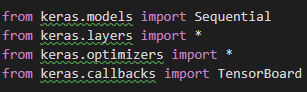 from keras.models import Sequential
from keras.layers import *
from keras.optimizers import *
from keras.callbacks import TensorBoard